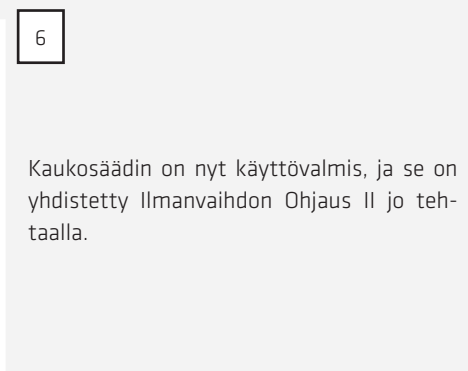 6
Kaukosäädin on nyt käyttövalmis, ja se on
yhdistetty Ilmanvaihdon Ohjaus II jo teh-
taalla.